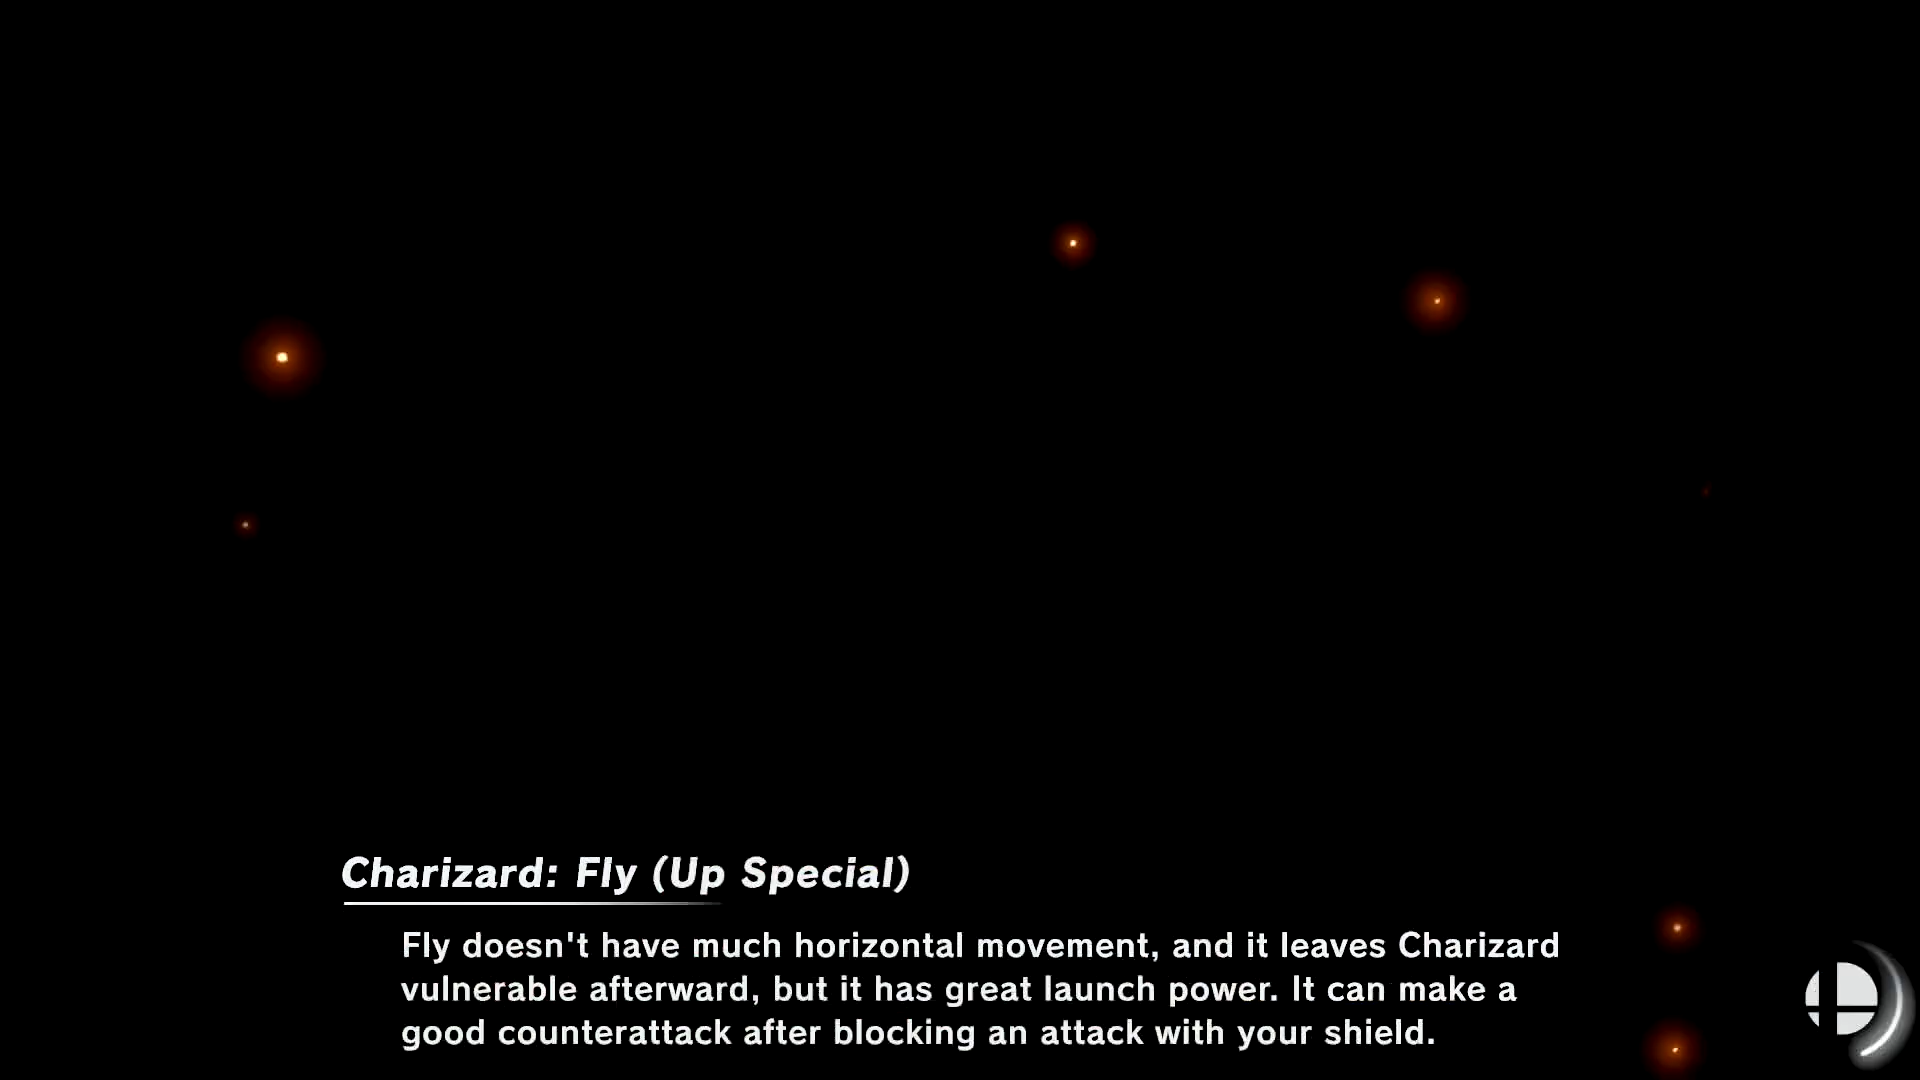 Charizard: Fly (Up Special)
Fly doesn't have much horizontal movement, and it leaves Charizard
vulnerable afterward, but it has great launch power. It can make a
good counterattack after blocking an attack with your shield.